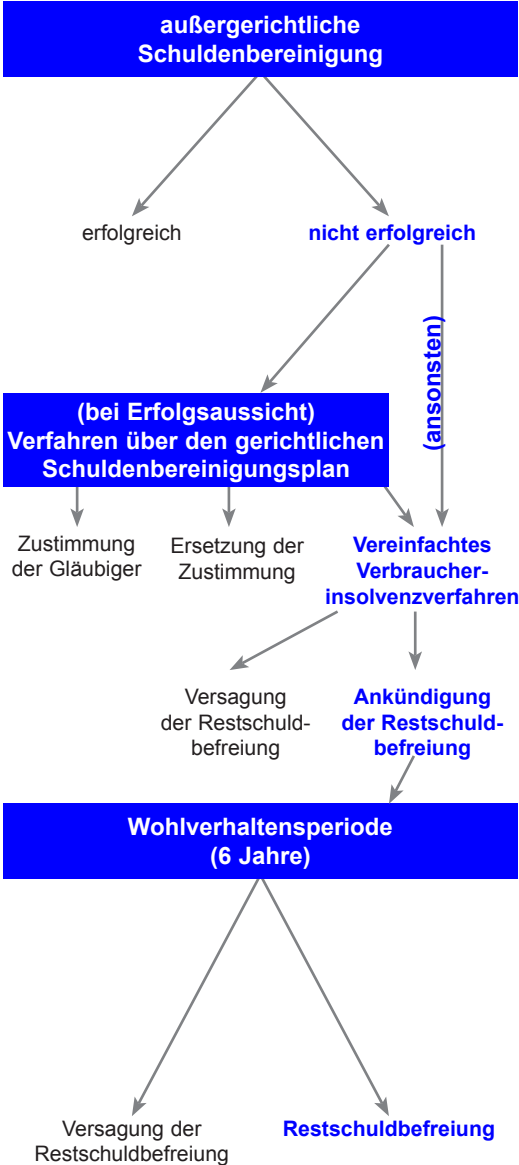 außergerichtliche
Schuldenbereinigung
erfolgreich
nicht erfolgreich
(ansonsten)
(bei Erfolgsaussicht)
Verfahren über den gerichtlichen
Schuldenbereinigungsplan
Zustimmung
der Gläubiger
Ersetzung der
Zustimmung
Vereinfachtes
Verbraucher-
insolvenzverfahren
Versagung
der Restschuld-
befreiung
Ankündigung
der Restschuld-
befreiung
Wohlverhaltensperiode
(6 Jahre)
Versagung der
Restschuldbefreiung
Restschuldbefreiung